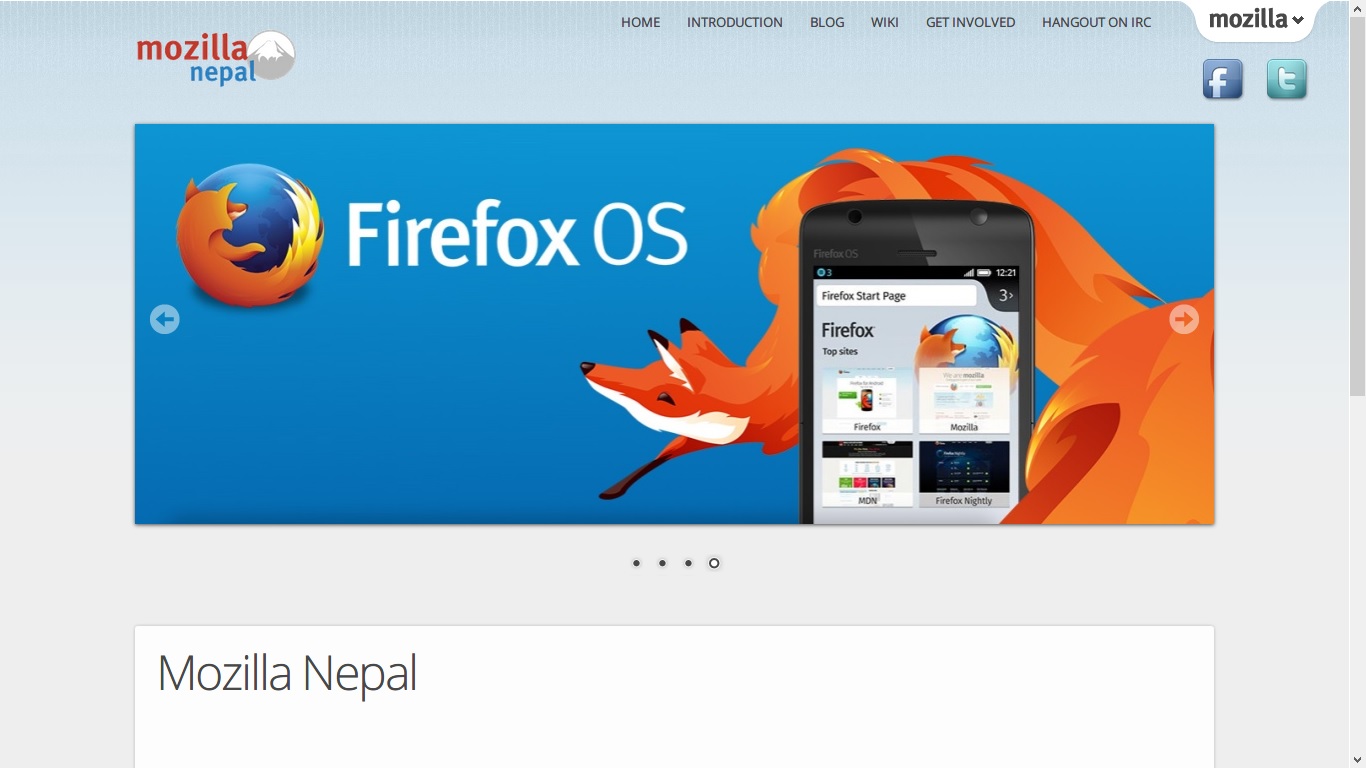 HOME INTRODUCTION BLOG WIKI GET INVOLVED HANGOUT ON IRC
mozilla
mozilla
nepal
f t
Firefox OS
Firefox OS
3 12:21
Firefox Start Page 3
Firefox
Top sites
Firefox Mozilla
MDN Firefox Nightly
Mozilla Nepal